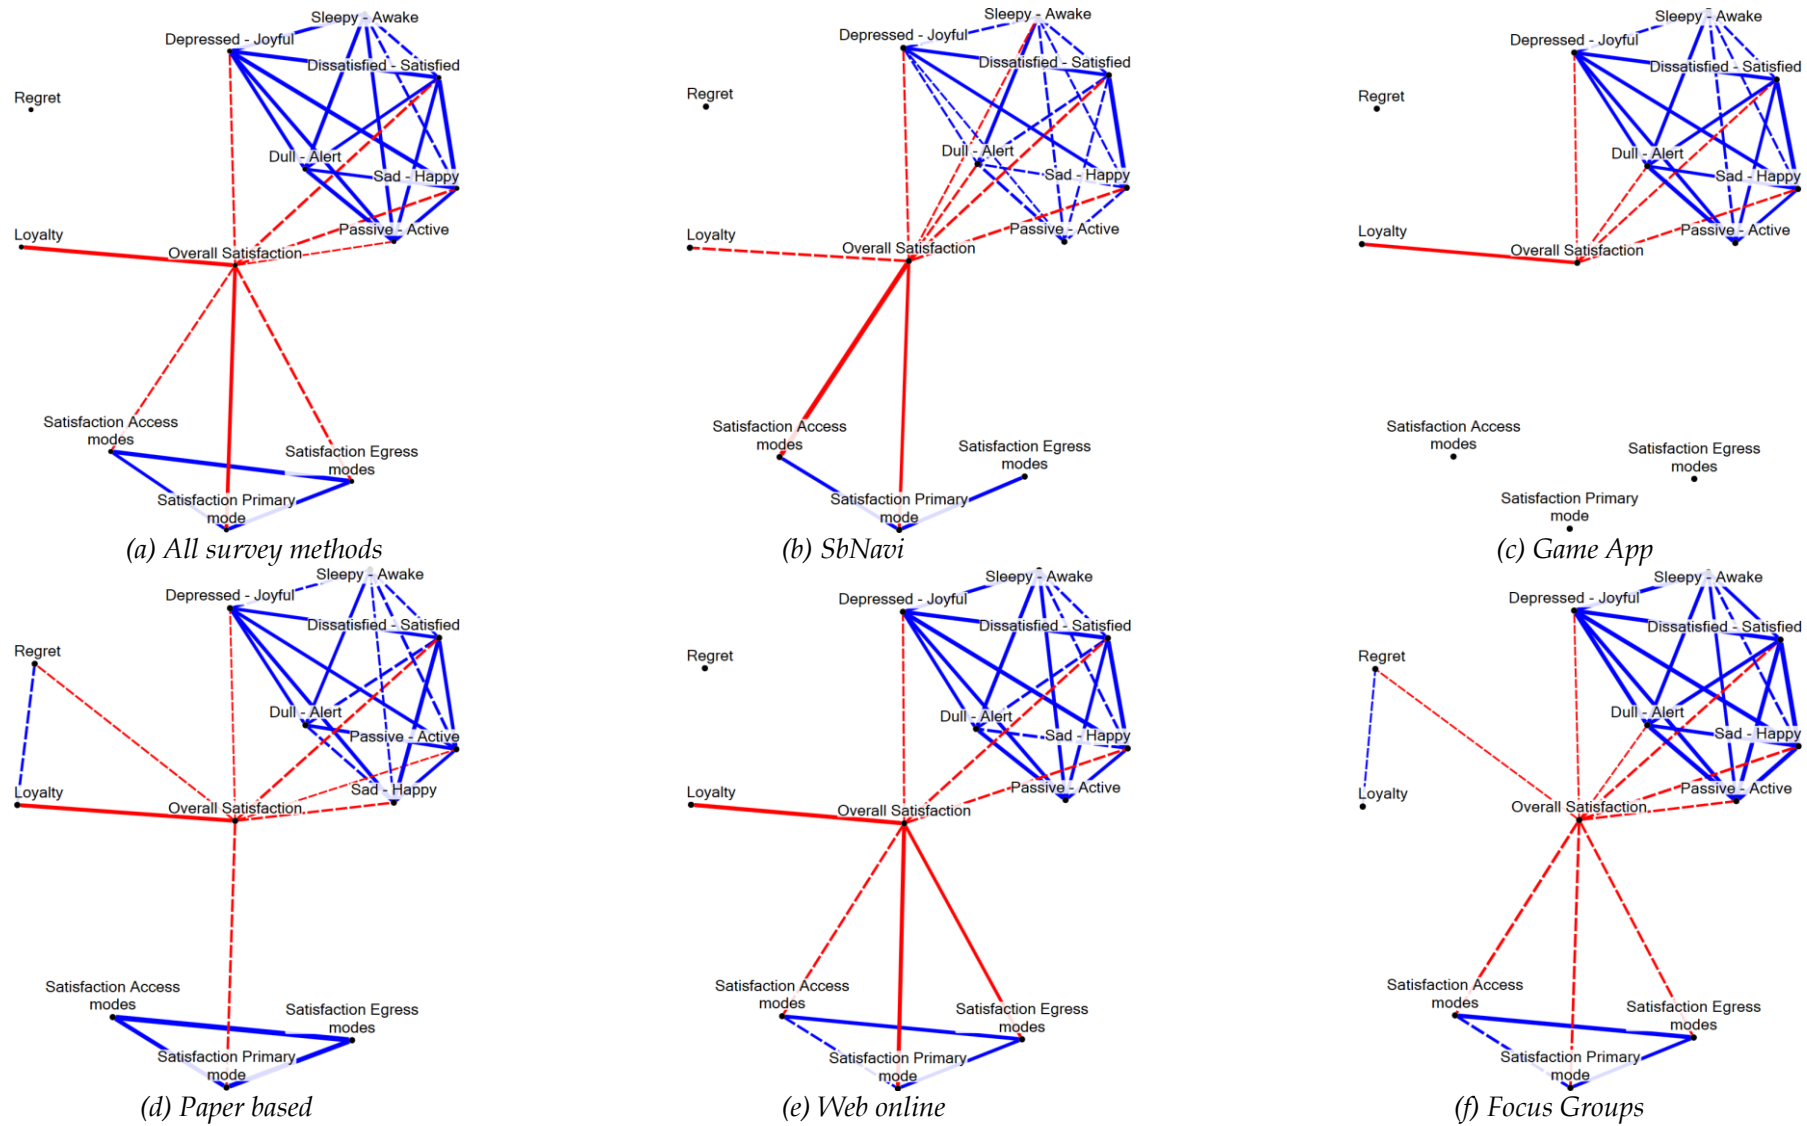 Sleepy - Awake
Depressed - Joyful
Dissatisfied - Satisfied
Regret
Dull - Alert
Sad - Happy
Passive - Active
Loyalty
Overall Satisfaction
Satisfaction Access
modes
Satisfaction Egress
modes
Satisfaction Primary
mode
(a) All survey methods
Sleepy - Awake
Depressed - Joyful
Dissatisfied - Satisfied
Regret
Dull - Alert
Sad - Happy
Passive - Active
Loyalty
Overall Satisfaction
Satisfaction Access
modes
Satisfaction Egress
modes
Satisfaction Primary
mode
(b) SbNavi
Sleepy - Awake
Depressed - Joyful
Dissatisfied - Satisfied
Regret
Dull - Alert
Sad - Happy
Passive - Active
Loyalty
Overall Satisfaction
Satisfaction Access
modes
Satisfaction Egress
modes
Satisfaction Primary
mode
(c) Game App
Sleepy - Awake
Depressed - Joyful
Dissatisfied - Satisfied
Regret
Dull - Alert
Passive - Active
Sad - Happy
Loyalty
Overall Satisfaction
Satisfaction Access
modes
Satisfaction Egress
modes
Satisfaction Primary
mode
(d) Paper based
Sleepy - Awake
Depressed - Joyful
Dissatisfied - Satisfied
Regret
Dull - Alert
Sad - Happy
Passive - Active
Loyalty
Overall Satisfaction
Satisfaction Access
modes
Satisfaction Egress
modes
Satisfaction Primary
mode
(e) Web online
Sleepy - Awake
Depressed - Joyful
Dissatisfied - Satisfied
Regret
Dull - Alert
Sad - Happy
Passive - Active
Loyalty
Overall Satisfaction
Satisfaction Access
modes
Satisfaction Egress
modes
Satisfaction Primary
mode
(f) Focus Groups